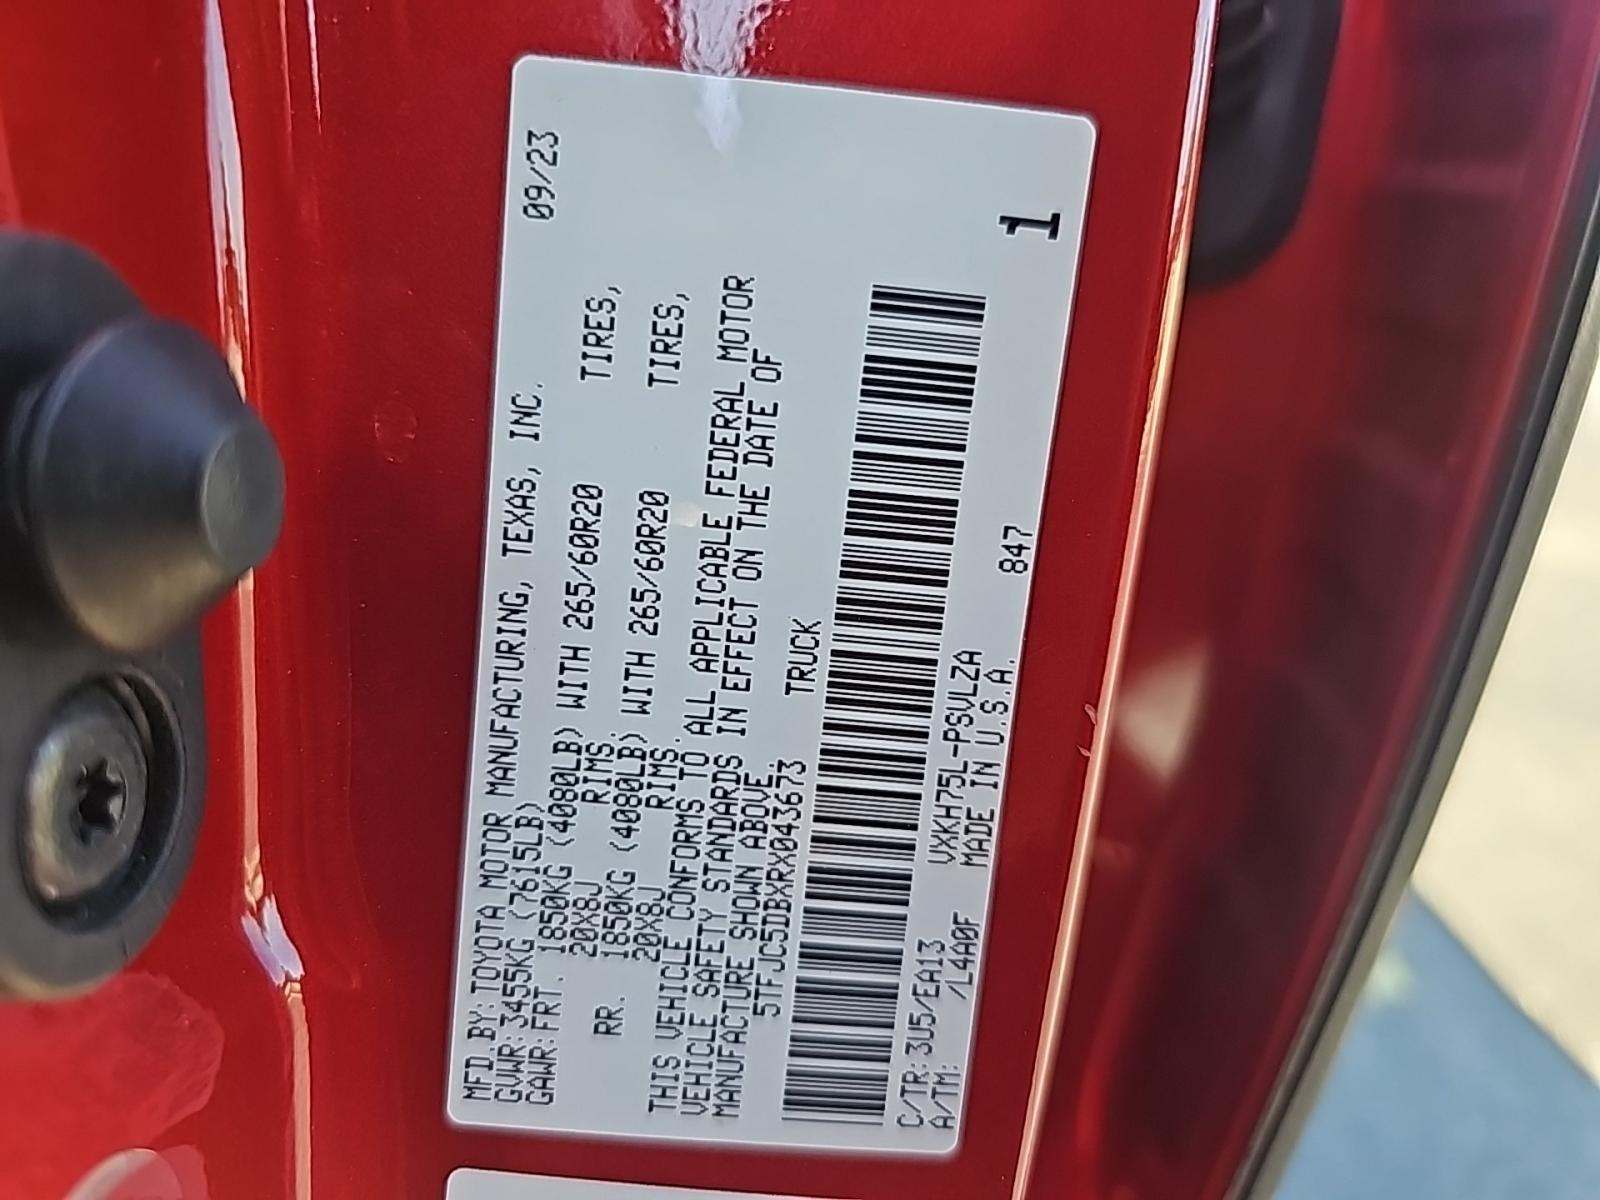 MFD.BY:TOYOTA MOTOR MANUFACTURING, TEXAS, INC. 09/23
GVWR:3455KG(7615LB)
GAWR:FRT. 1850KG (4080LB) WITH 265/60R20 TIRES,
20X8J RIMS.
RR. 1850KG (4080LB) WITH 265/60R20 TIRES,
20X8J RIMS.
THIS VEHICLE CONFORMS TO ALL APPLICABLE FEDERAL MOTOR
VEHICLE SAFETY STANDARDS IN EFFECT ON THE DATE OF
MANUFACTURE SHOWN ABOVE.
5TFJC5DBXRX043673 TRUCK
C/TR:3U5/EA13 VXKH75L-PSVLZA 847 1
A/TM: /L4A0F MADE IN U.S.A.